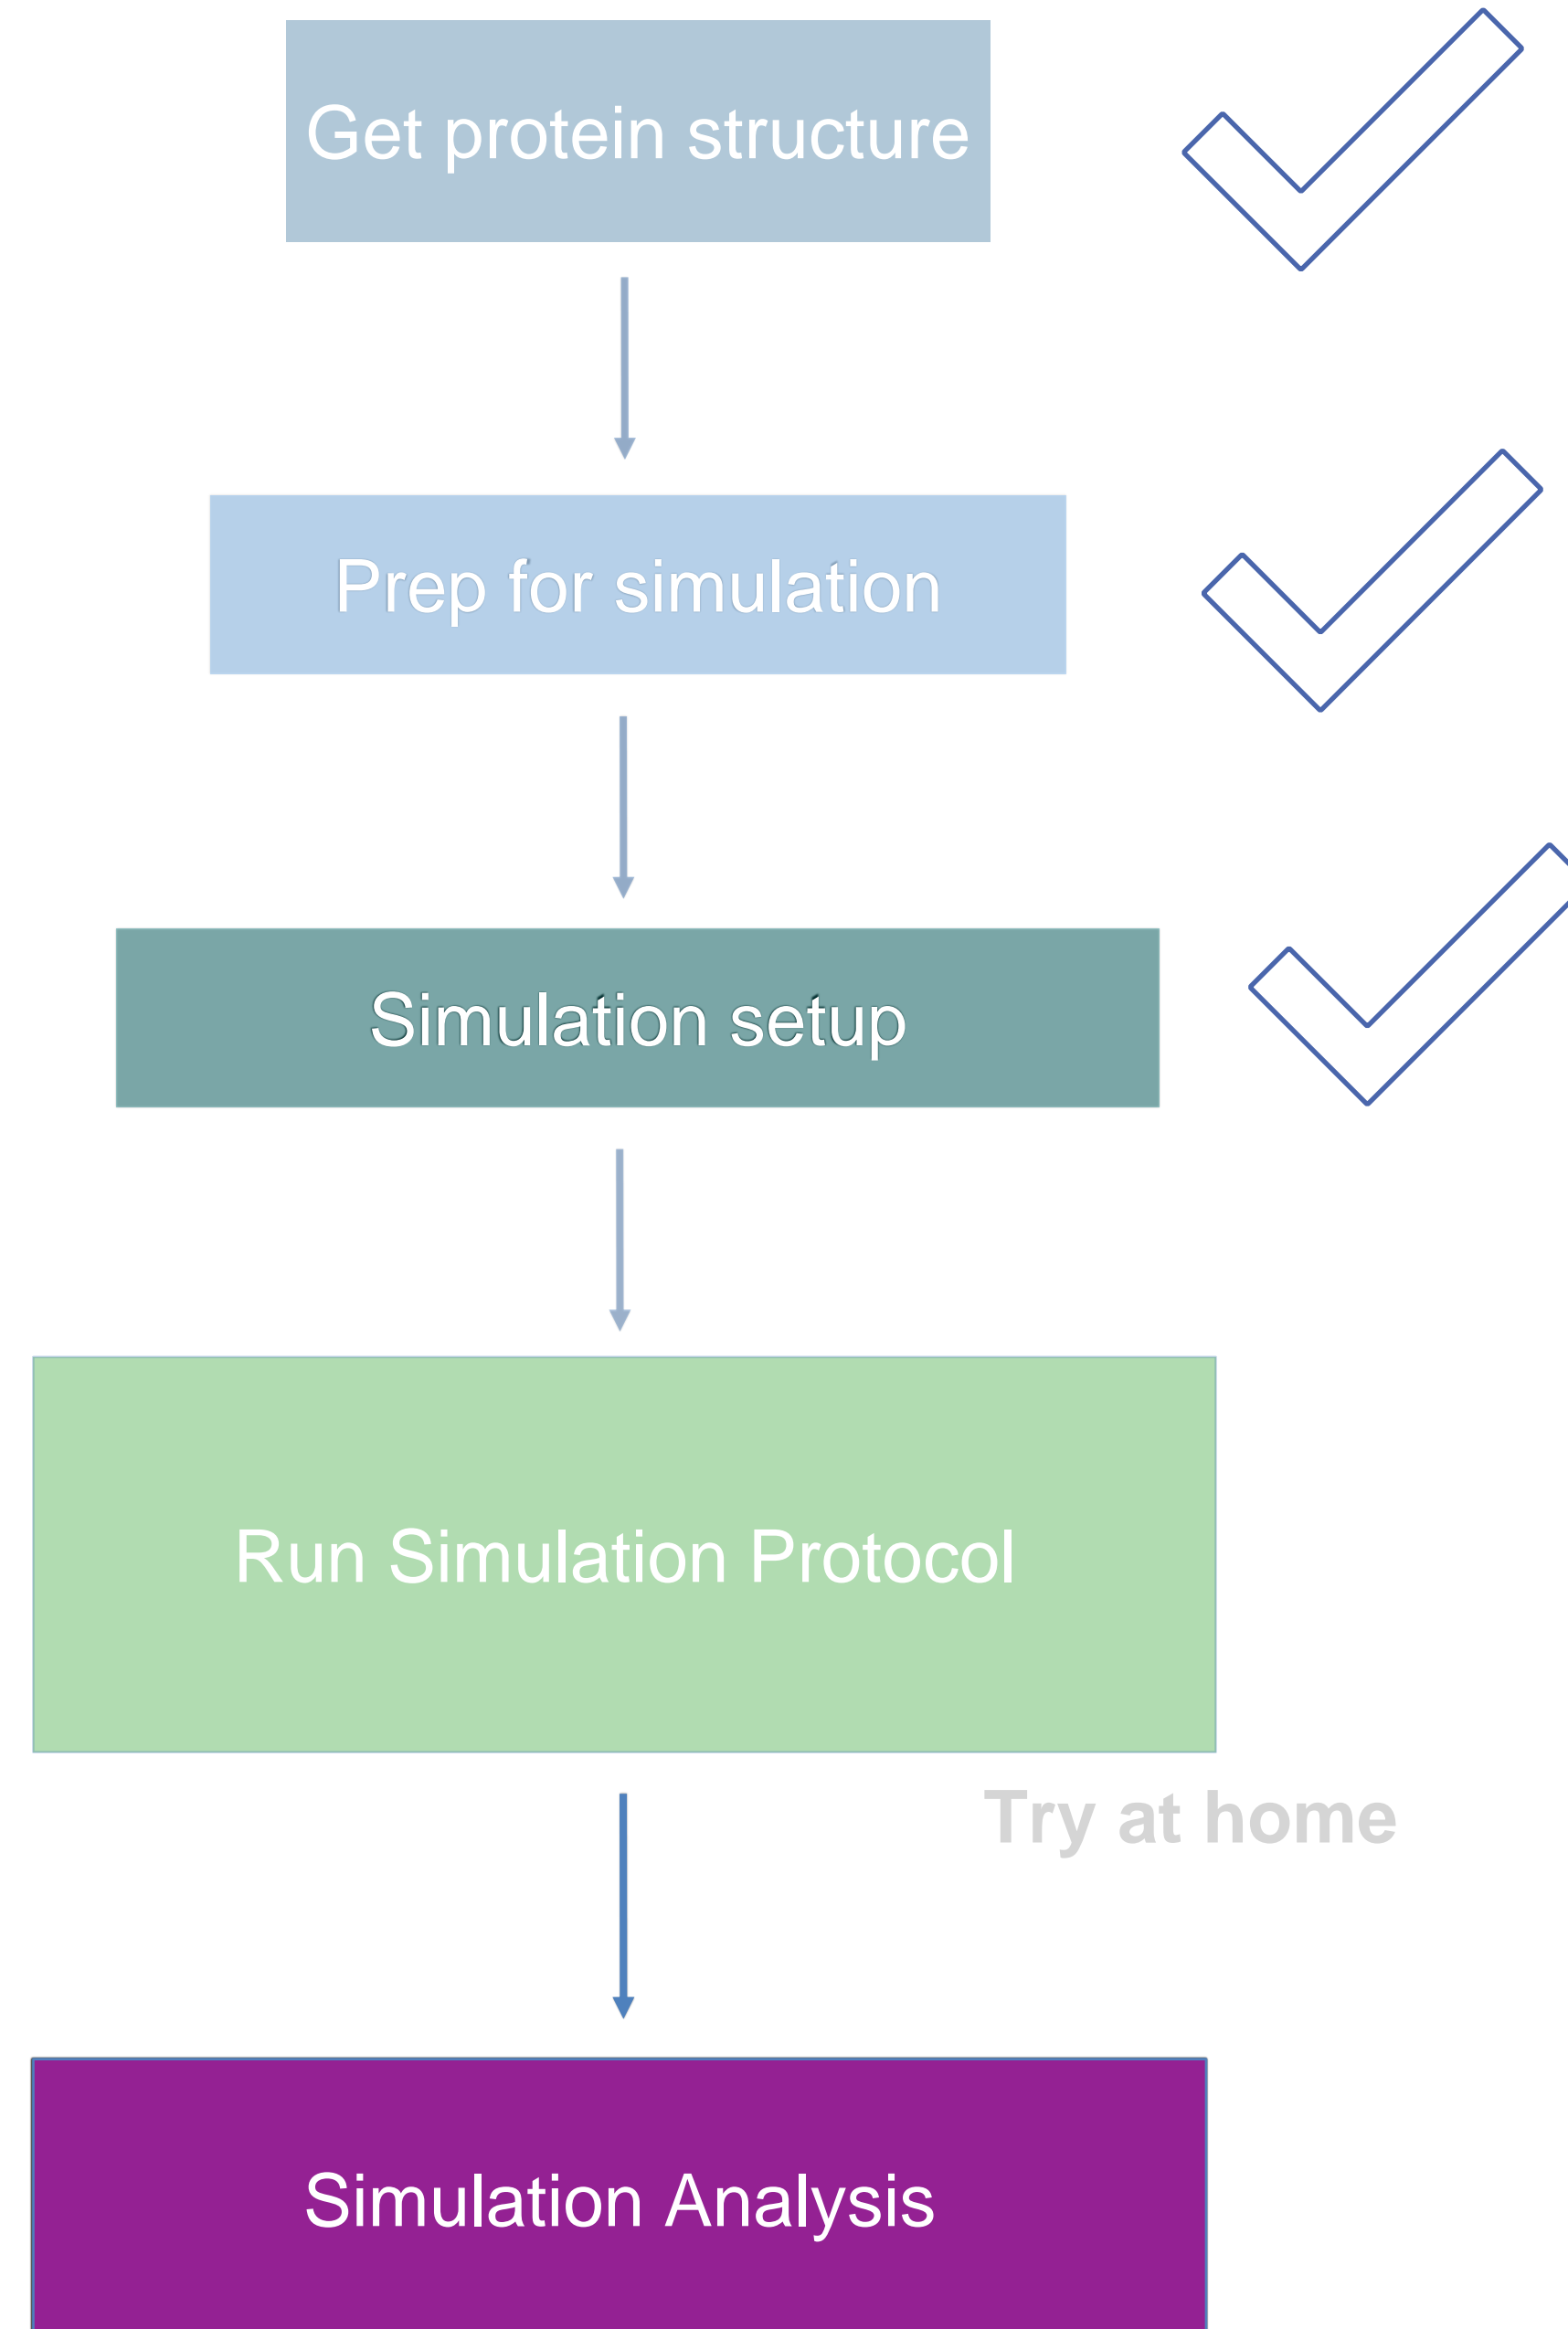 Get protein structure
Prep for simulation
Simulation setup
Run Simulation Protocol
Try at home
Simulation Analysis